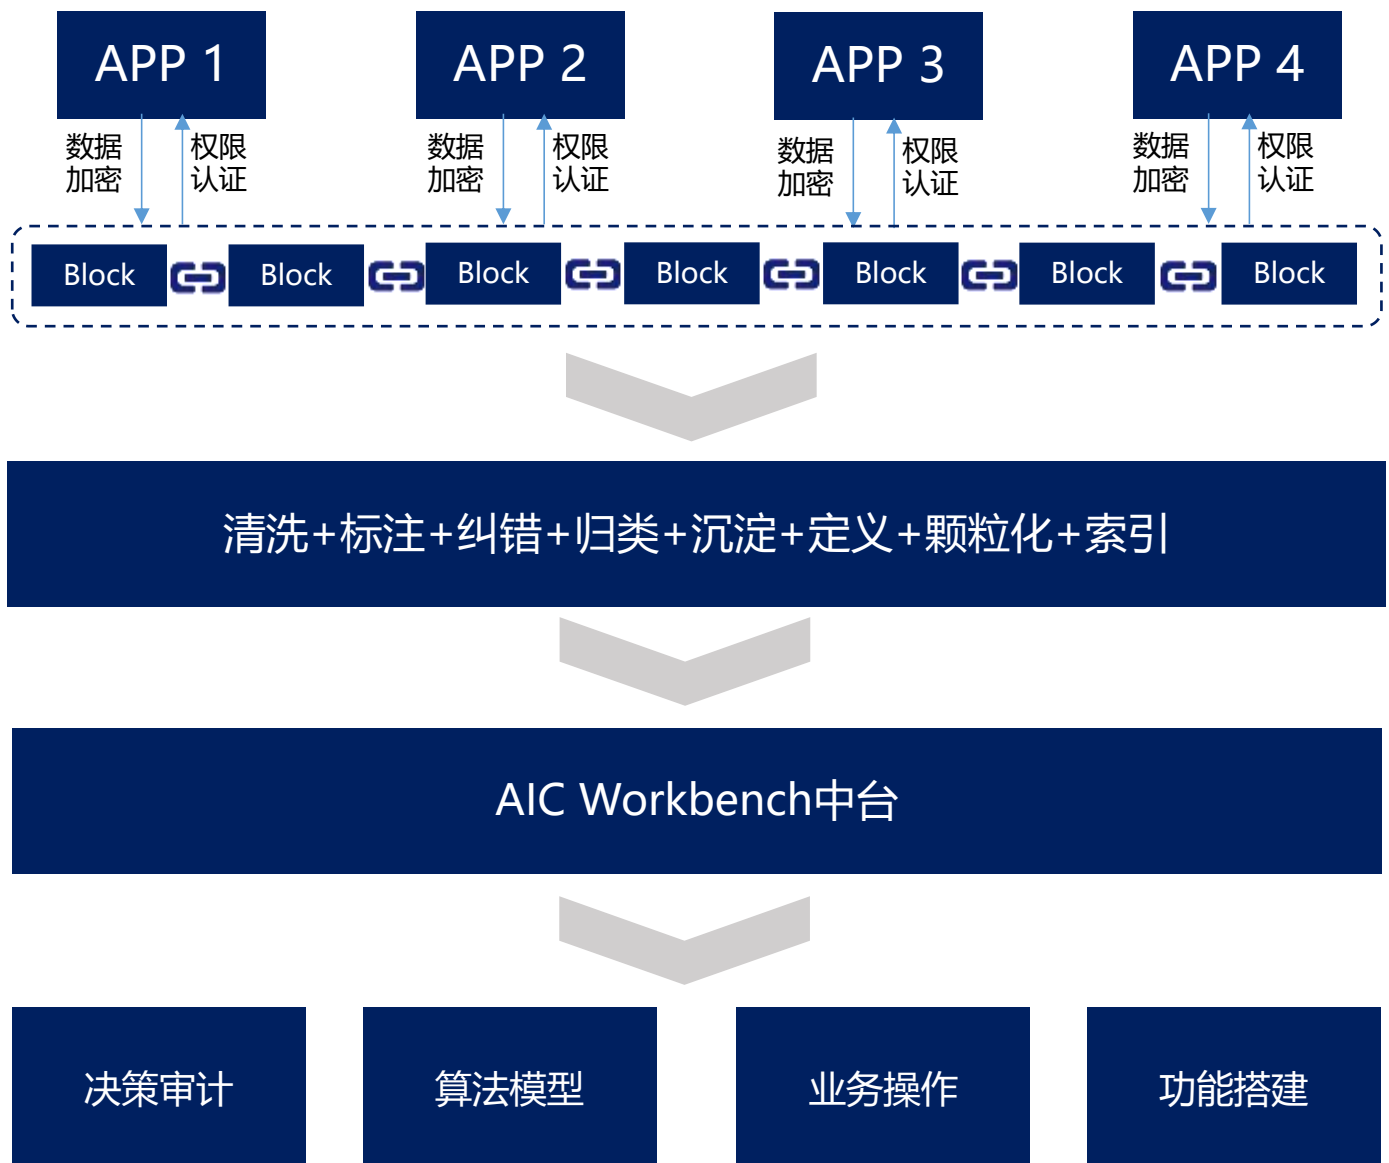 APP 1
APP 2
APP 3
APP 4
数据
加密
权限
认证
数据
加密
权限
认证
数据
加密
权限
认证
数据
加密
权限
认证
Block
Block
Block
Block
Block
Block
Block
清洗+标注+纠错+归类+沉淀+定义+颗粒化+索引
AIC Workbench中台
决策审计
算法模型
业务操作
功能搭建